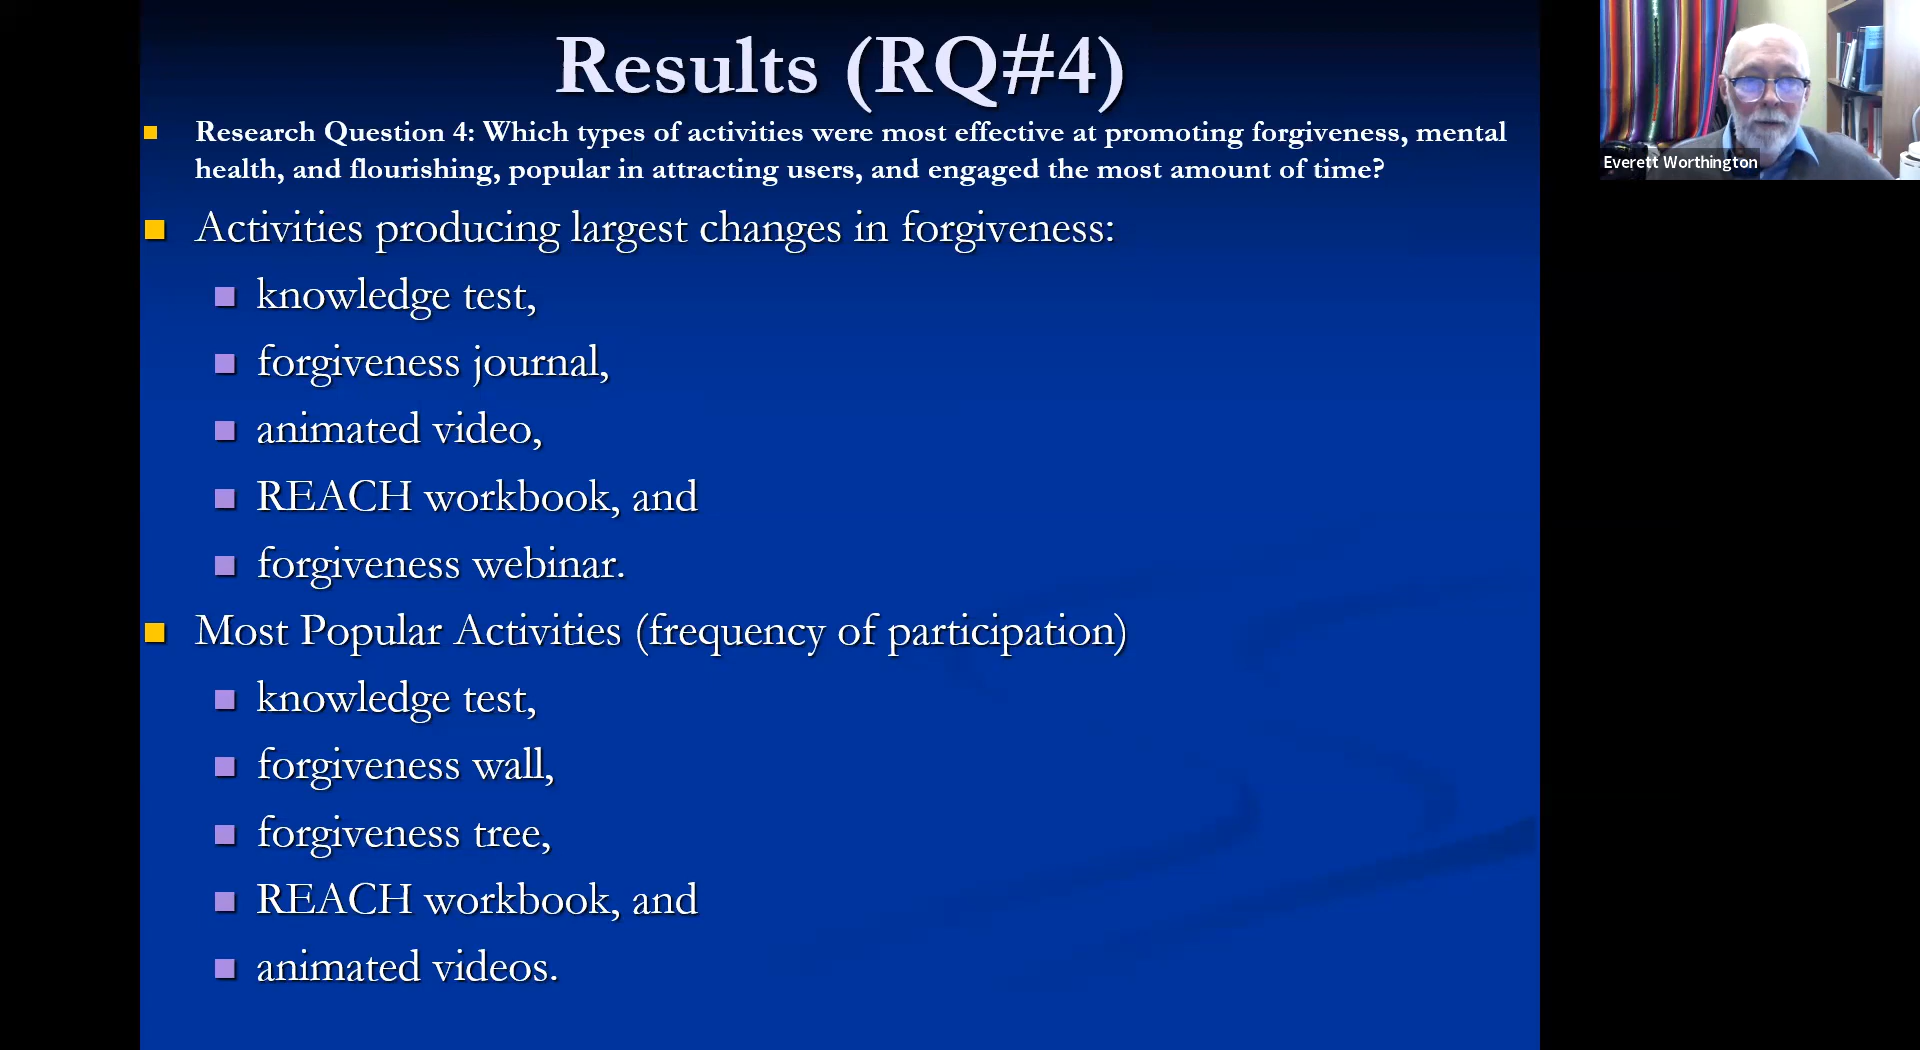 Results (RQ#4)
Research Question 4: Which types of activities were most effective at promoting forgiveness, mental
health, and flourishing, popular in attracting users, and engaged the most amount of time?
Activities producing largest changes in forgiveness:
knowledge test,
forgiveness journal,
animated video,
REACH workbook, and
forgiveness webinar.
Most Popular Activities (frequency of participation)
knowledge test,
forgiveness wall,
forgiveness tree,
REACH workbook, and
animated videos.
Everett Worthington